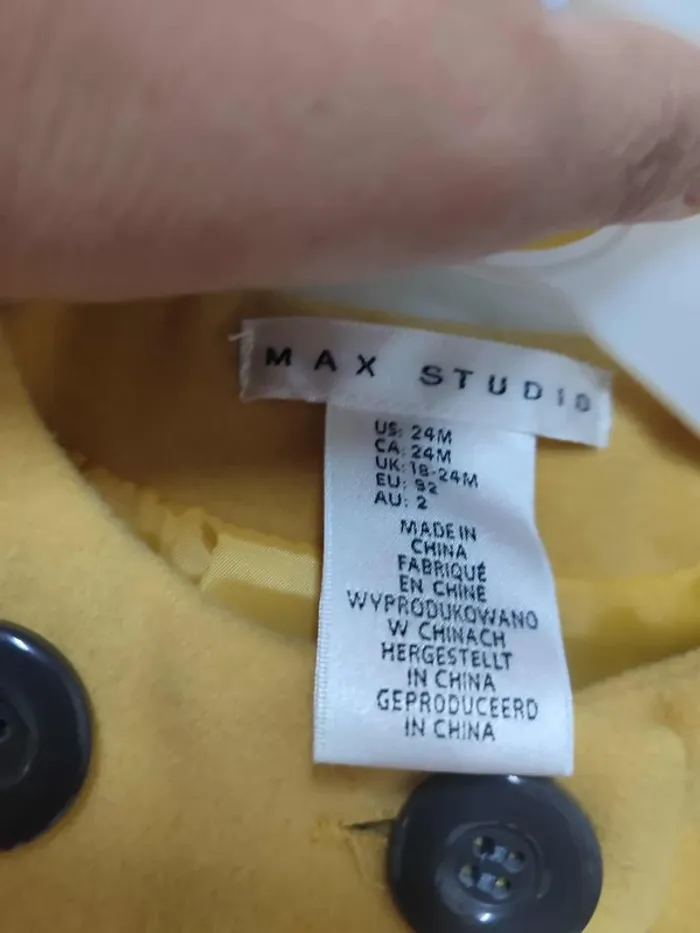 MAX STUDIO
US: 24M
CA: 24M
UK: 18-24M
EU: 92
AU: 2
MADE IN
CHINA
FABRIQUÉ
EN CHINE
WYPRODUKOWANO
W CHINACH
HERGESTELLT
IN CHINA
GEPRODUCEERD
IN CHINA